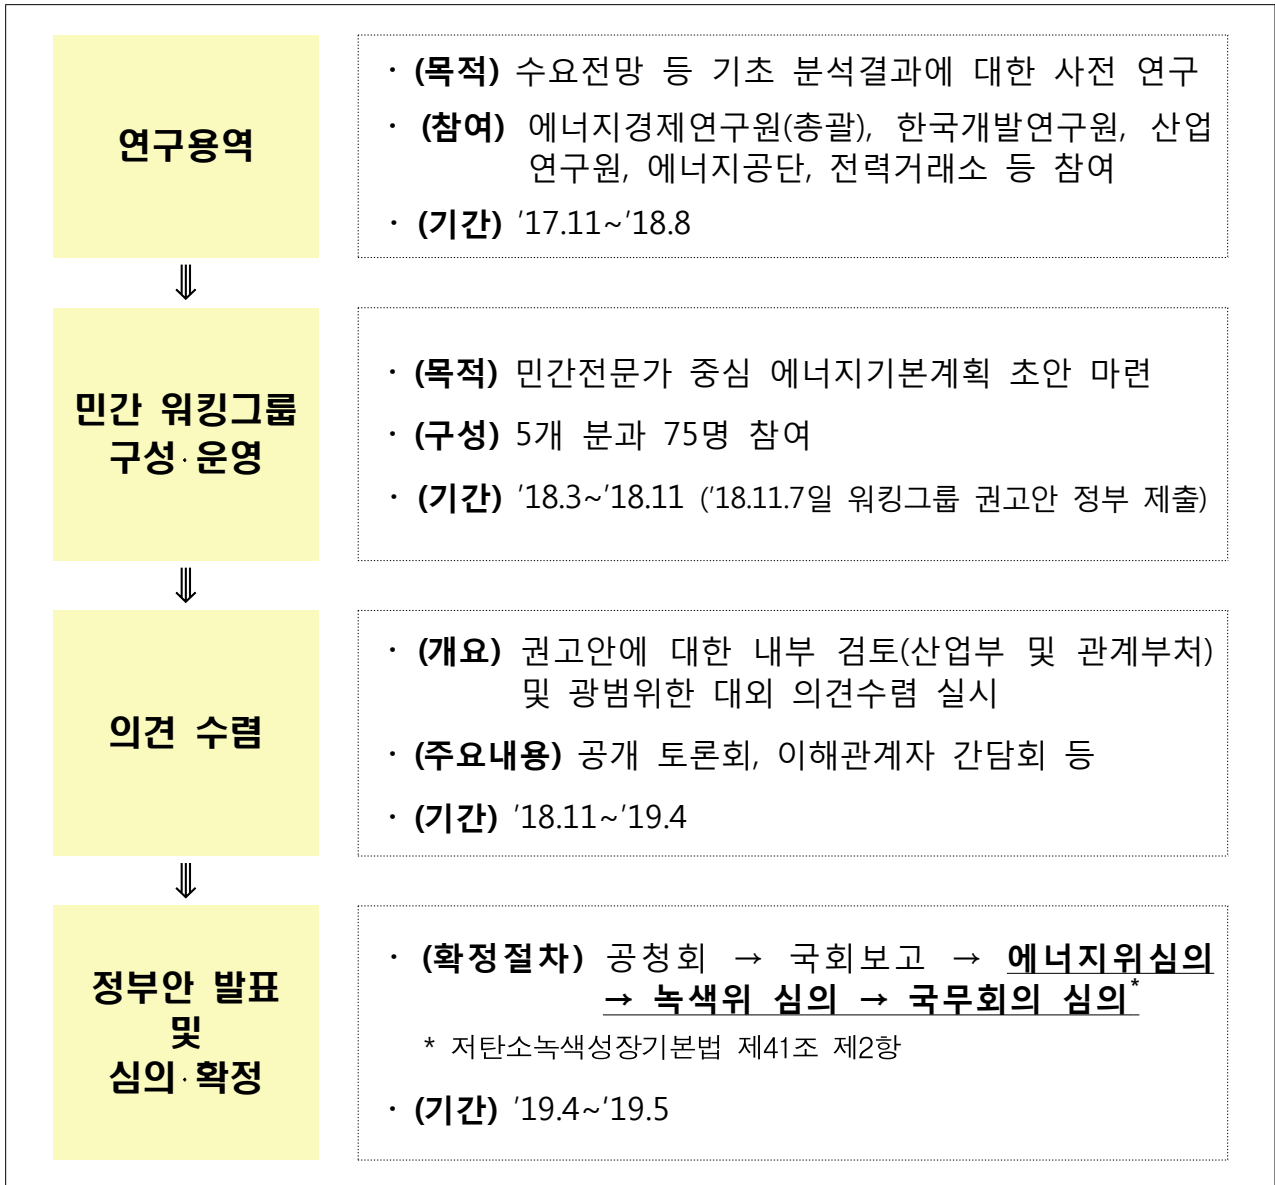 연구용역
· (목적) 수요전망 등 기초 분석결과에 대한 사전 연구
· (참여) 에너지경제연구원(총괄), 한국개발연구원, 산업
연구원, 에너지공단, 전력거래소 등 참여
· (기간) '17.11~'18.8
⇓
민간 워킹그룹
구성·운영
· (목적) 민간전문가 중심 에너지기본계획 초안 마련
· (구성) 5개 분과 75명 참여
· (기간) '18.3~'18.11 ('18.11.7일 워킹그룹 권고안 정부 제출)
⇓
의견 수렴
· (개요) 권고안에 대한 내부 검토(산업부 및 관계부처)
및 광범위한 대외 의견수렴 실시
· (주요내용) 공개 토론회, 이해관계자 간담회 등
· (기간) '18.11~'19.4
⇓
정부안 발표
및
심의·확정
· (확정절차) 공청회 → 국회보고 → 에너지위심의
→ 녹색위 심의 → 국무회의 심의*
* 저탄소녹색성장기본법 제41조 제2항
· (기간) '19.4~'19.5